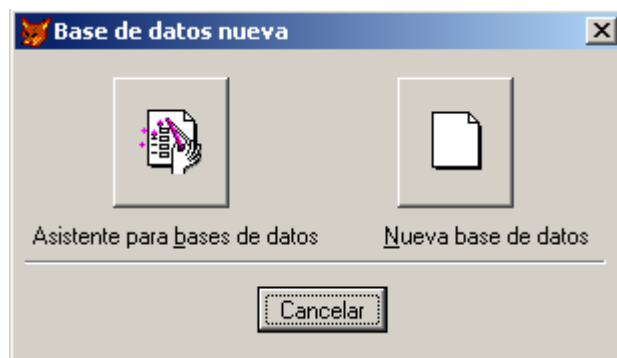 Base de datos nueva
Asistente para bases de datos
Nueva base de datos
Cancelar